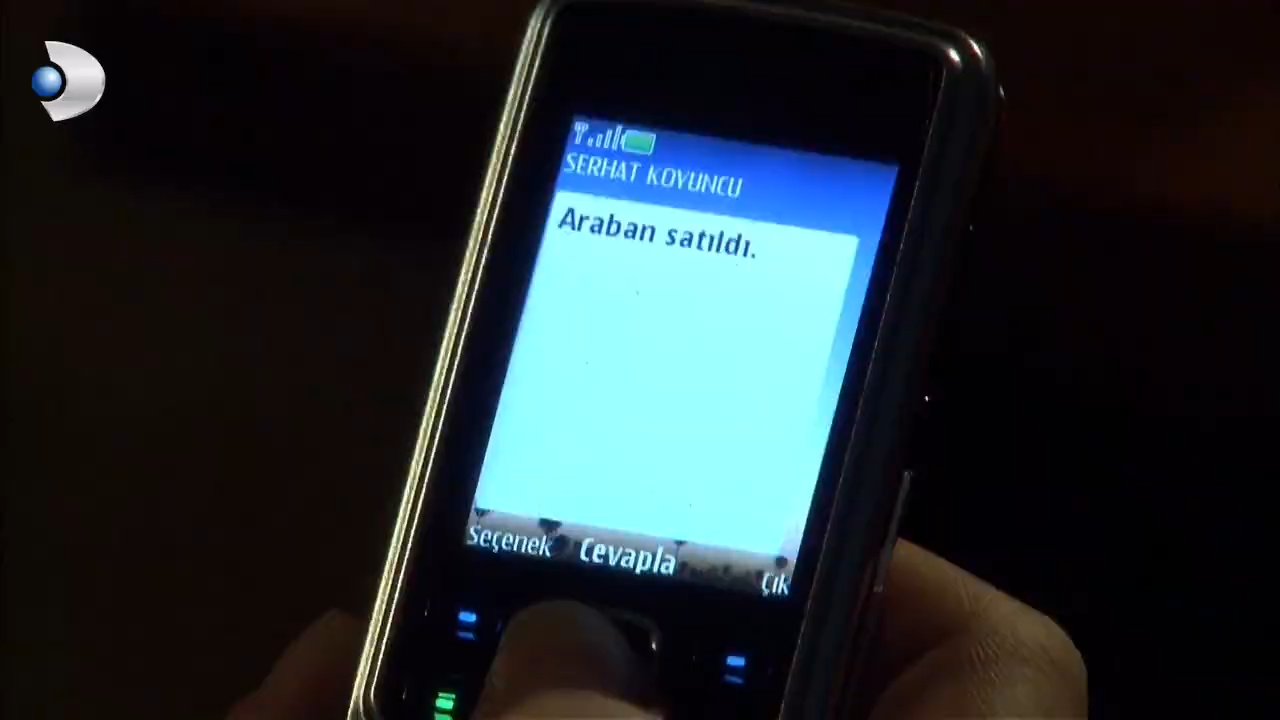 SERHAT KOYUNCU
Araban satıldı.
Seçenek Cevapla Çık